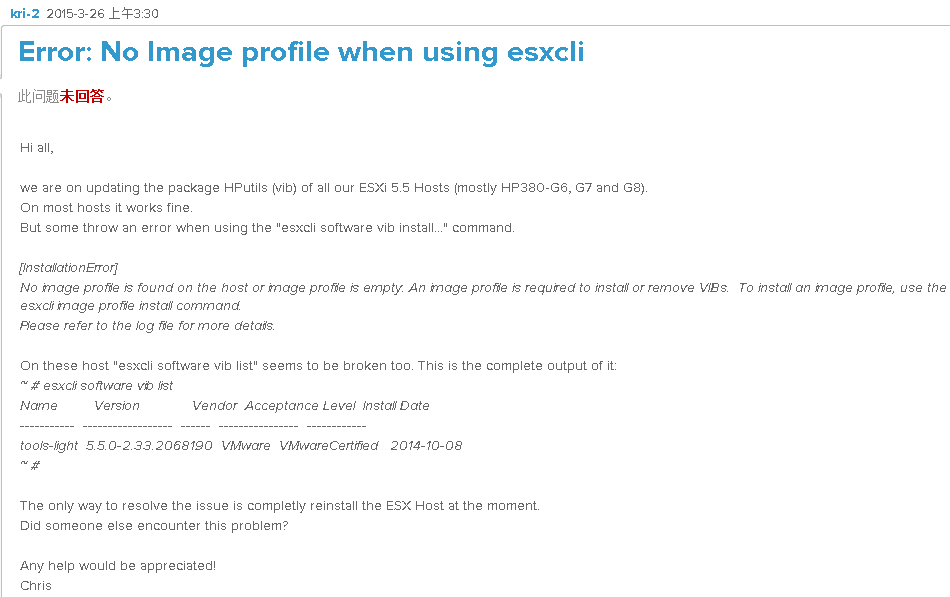 kri-2 2015-3-26 上午3:30
Error: No Image profile when using esxcli
此问题未回答。
Hi all,
we are on updating the package HPutils (vib) of all our ESXi 5.5 Hosts (mostly HP380-G6, G7 and G8).
On most hosts it works fine.
But some throw an error when using the "esxcli software vib install..." command.
[InstallationError]
No image profile is found on the host or image profile is empty. An image profile is required to install or remove VIBs.  To install an image profile, use the
esxcli image profile install command.
Please refer to the log file for more details.
On these host "esxcli software vib list" seems to be broken too. This is the complete output of it:
~ # esxcli software vib list
Name          Version               Vendor  Acceptance Level  Install Date
-----------  ------------------  ------  ----------------  ------------
tools-light  5.5.0-2.33.2068190  VMware  VMwareCertified   2014-10-08
~ #
The only way to resolve the issue is completly reinstall the ESX Host at the moment.
Did someone else encounter this problem?
Any help would be appreciated!
Chris